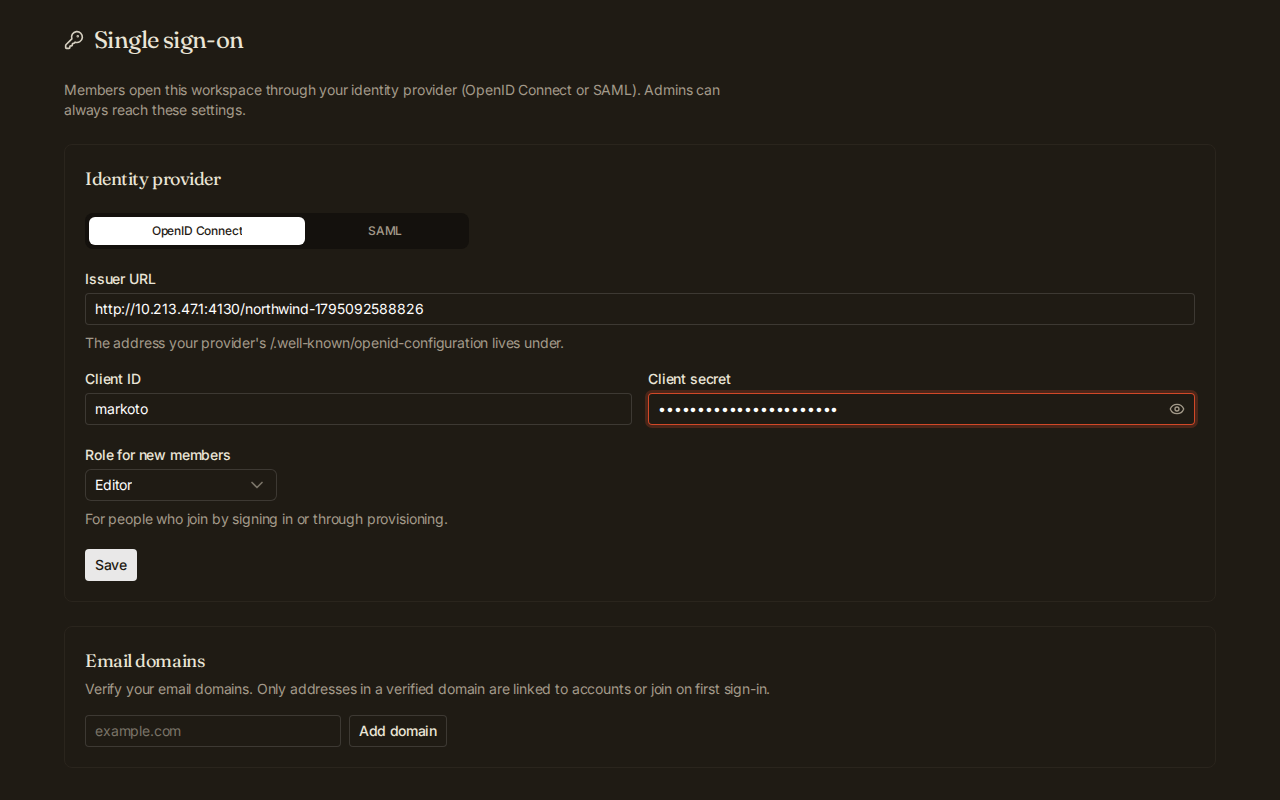 Single sign-on
Members open this workspace through your identity provider (OpenID Connect or SAML). Admins can
always reach these settings.
Identity provider
OpenID Connect
SAML
Issuer URL
http://10.213.47.1:4130/northwind-1795092588826
The address your provider's /.well-known/openid-configuration lives under.
Client ID
Client secret
markoto
••••••••••••••••••••••
Role for new members
Editor
For people who join by signing in or through provisioning.
Save
Email domains
Verify your email domains. Only addresses in a verified domain are linked to accounts or join on first sign-in.
example.com
Add domain